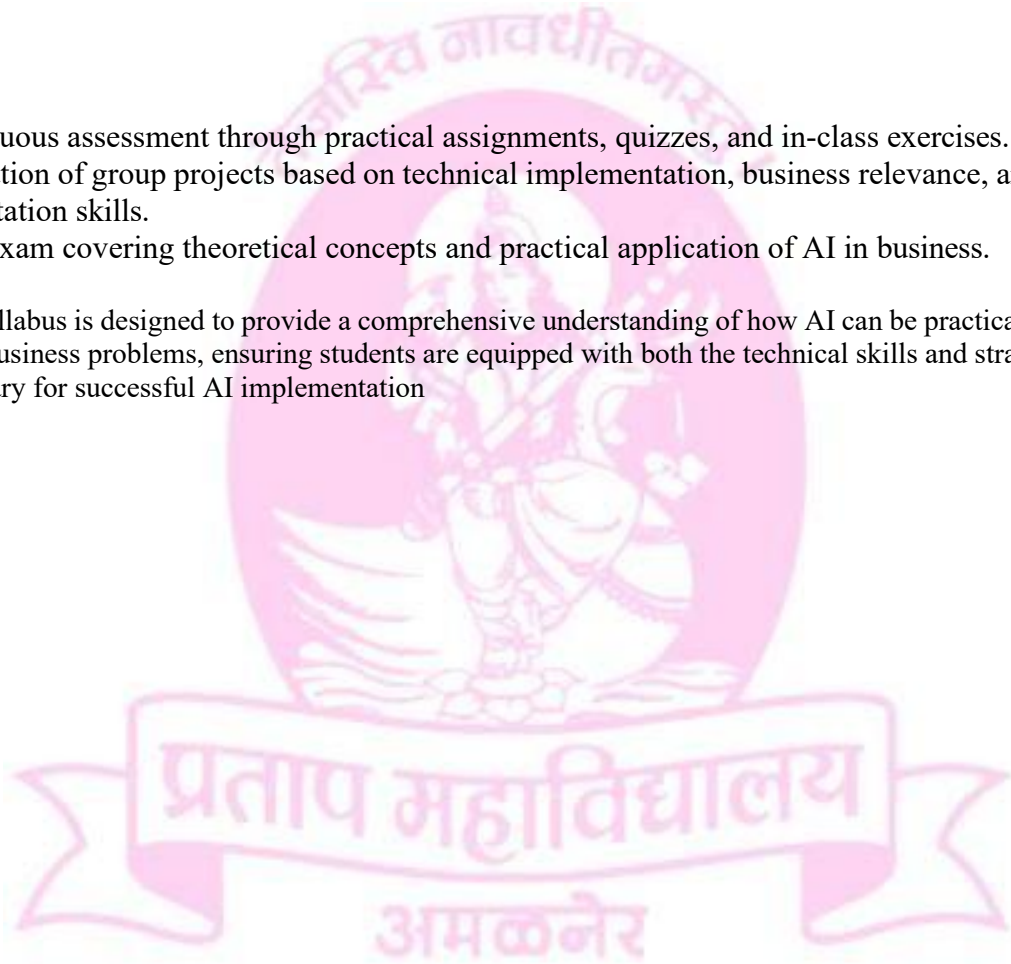 तेजस्वि नावधीतमस्तु
uous assessment through practical assignments, quizzes, and in-class exercises.
tion of group projects based on technical implementation, business relevance, a
tation skills.
xam covering theoretical concepts and practical application of AI in business.
llabus is designed to provide a comprehensive understanding of how AI can be practica
usiness problems, ensuring students are equipped with both the technical skills and stra
ry for successful AI implementation
प्रताप महाविद्यालय
अमळनेर